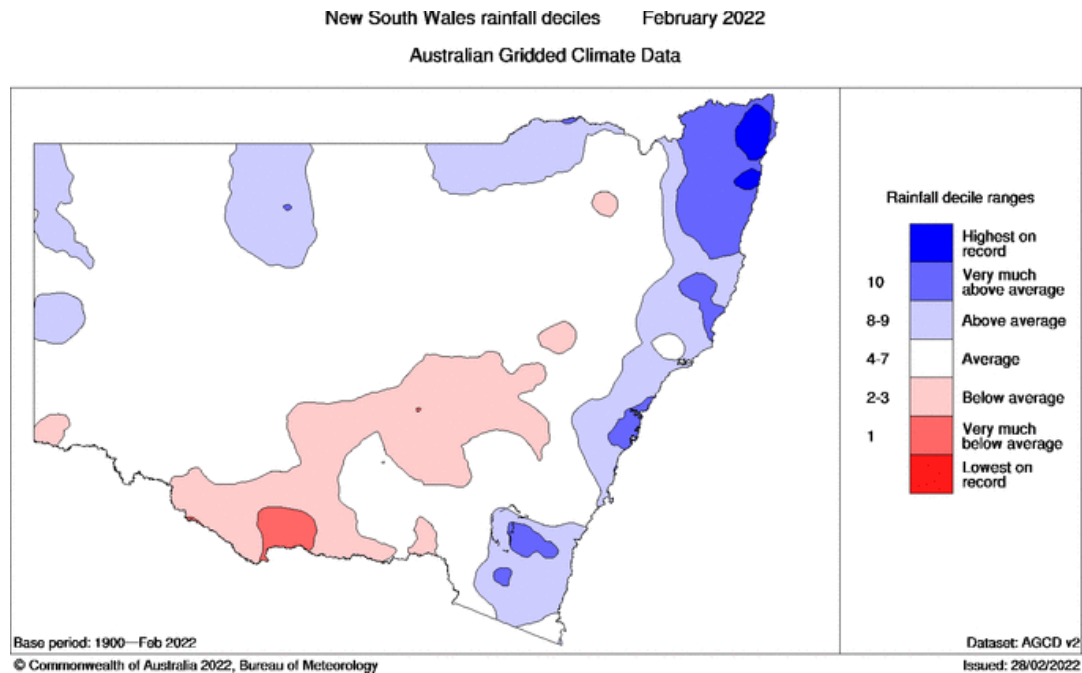 New South Wales rainfall deciles February 2022
Australian Gridded Climate Data
Rainfall decile ranges
Highest on
record
10 Very much
above average
8-9 Above average
4-7 Average
2-3 Below average
1 Very much
below average
Lowest on
record
Base period: 1900—Feb 2022
Dataset: AGCD v2
© Commonwealth of Australia 2022, Bureau of Meteorology
Issued: 28/02/2022